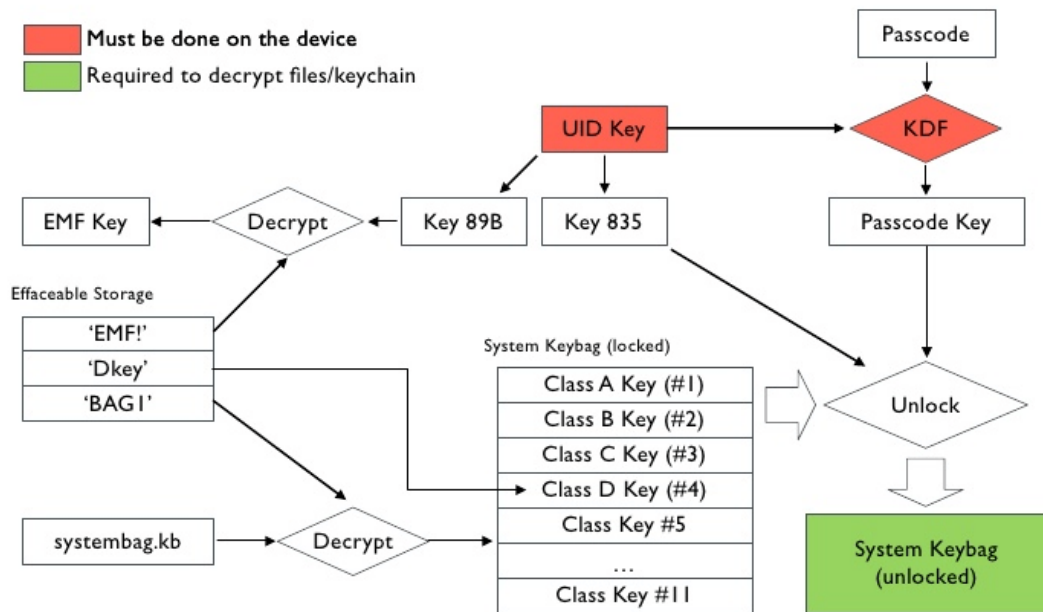 Must be done on the device
Required to decrypt files/keychain
Passcode
UID Key
KDF
EMF Key
Decrypt
Key 89B
Key 835
Passcode Key
Effaceable Storage
‘EMF!’
‘Dkey’
‘BAG1’
System Keybag (locked)
Class A Key (#1)
Class B Key (#2)
Class C Key (#3)
Class D Key (#4)
Class Key #5
...
Class Key #11
Unlock
systembag.kb
Decrypt
System Keybag
(unlocked)